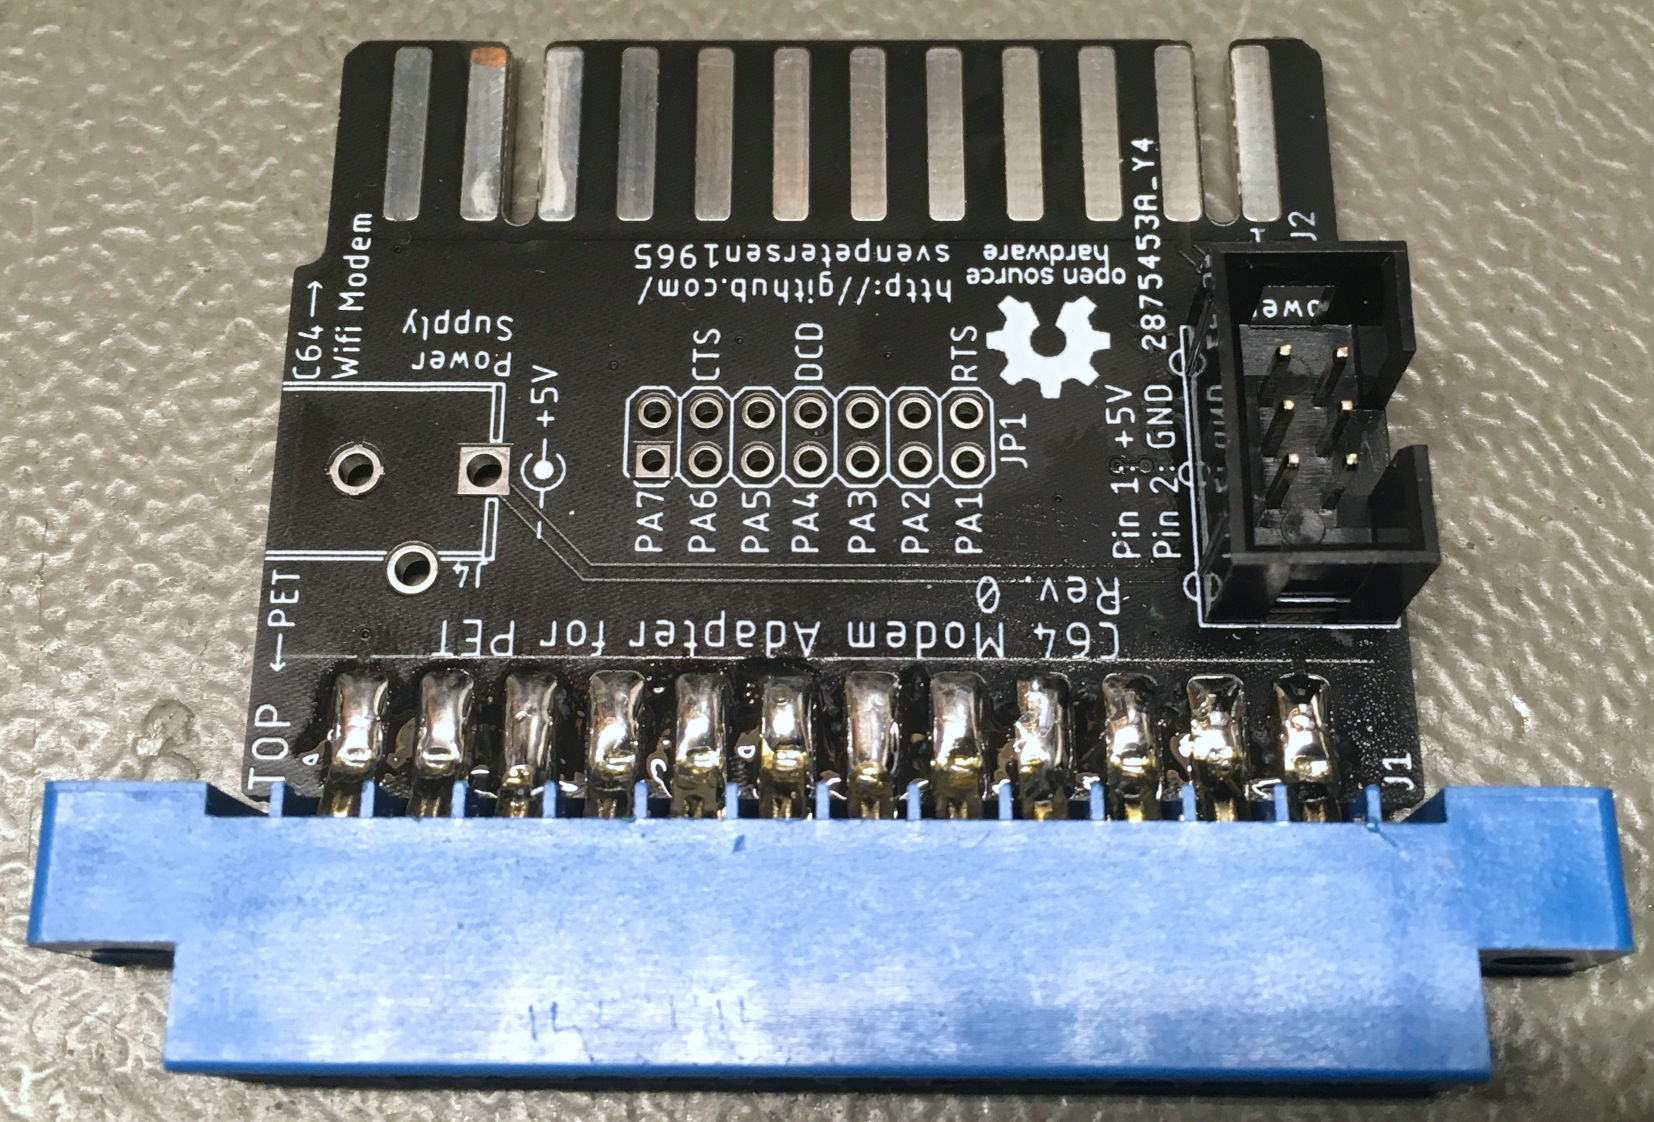 C64 →
Wifi Modem
Power
Supply
+5V
-
J4
←PET
TOP
http://github.com/
svenpetersen1965
open source
hardware
2875453A_Y4
J2
CTS
DCD
RTS
JP1
PA7
PA6
PA5
PA4
PA3
PA2
PA1
Pin 1: +5V
Pin 2: GND
C64 Modem Adapter for PET
Rev. 0
J1